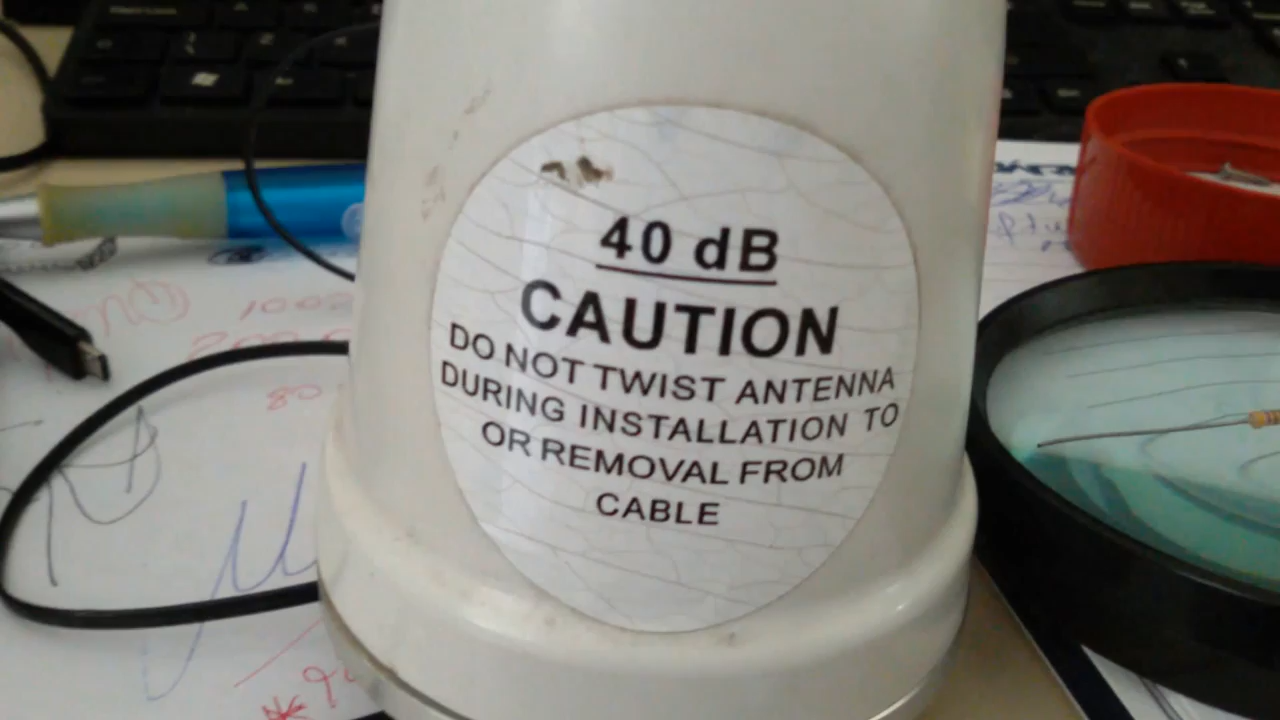 40 dB
CAUTION
DO NOT TWIST ANTENNA
DURING INSTALLATION TO
OR REMOVAL FROM
CABLE